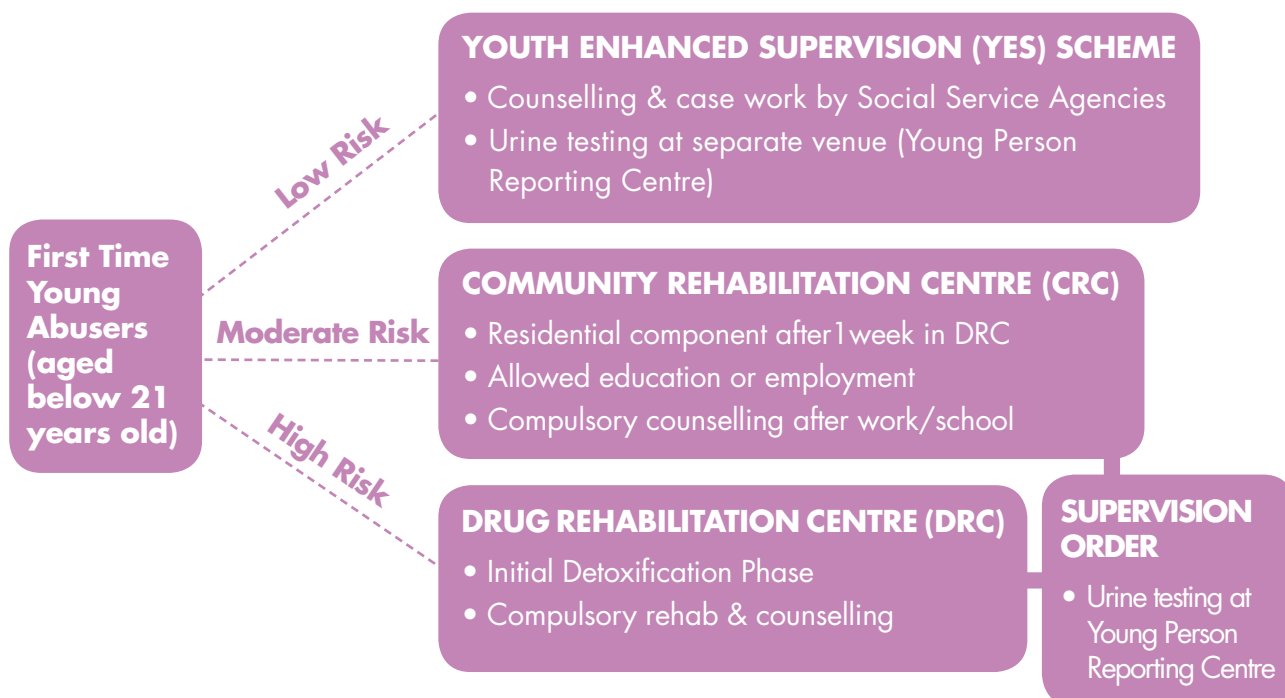 First Time
Young
Abusers
(aged
below 21
years old)
Low Risk
YOUTH ENHANCED SUPERVISION (YES) SCHEME
• Counselling & case work by Social Service Agencies
• Urine testing at separate venue (Young Person
Reporting Centre)
Moderate Risk
COMMUNITY REHABILITATION CENTRE (CRC)
• Residential component after1week in DRC
• Allowed education or employment
• Compulsory counselling after work/school
High Risk
DRUG REHABILITATION CENTRE (DRC)
• Initial Detoxification Phase
• Compulsory rehab & counselling
SUPERVISION
ORDER
• Urine testing at
Young Person
Reporting Centre